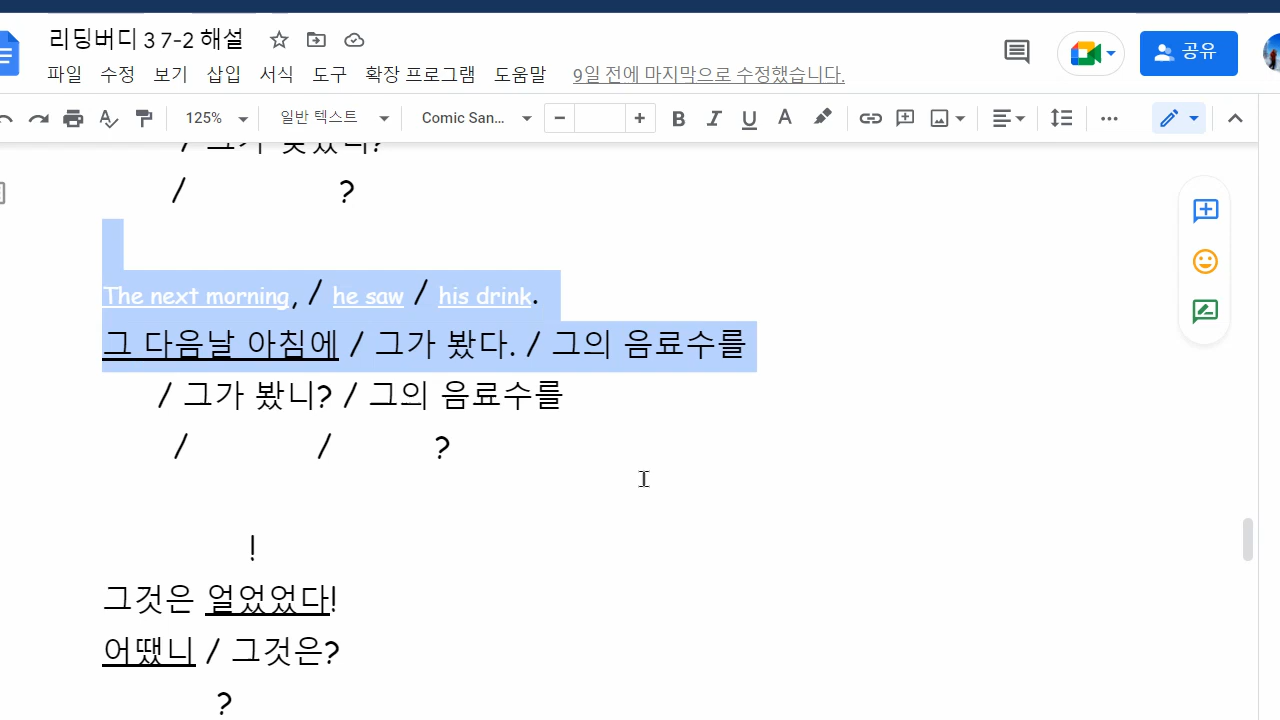 리딩버디 3 7-2 해설
파일 수정 보기 삽입 서식 도구 확장 프로그램 도움말 9일 전에 마지막으로 수정했습니다.
공유
125% 일반 텍스트 Comic San... − + B I U A ...
/ 그가 잊었니?
/ ?
The next morning, / he saw / his drink.
그 다음날 아침에 / 그가 봤다. / 그의 음료수를
/ 그가 봤니? / 그의 음료수를
/ / ?
!
그것은 얼었었다!
어땠니 / 그것은?
?